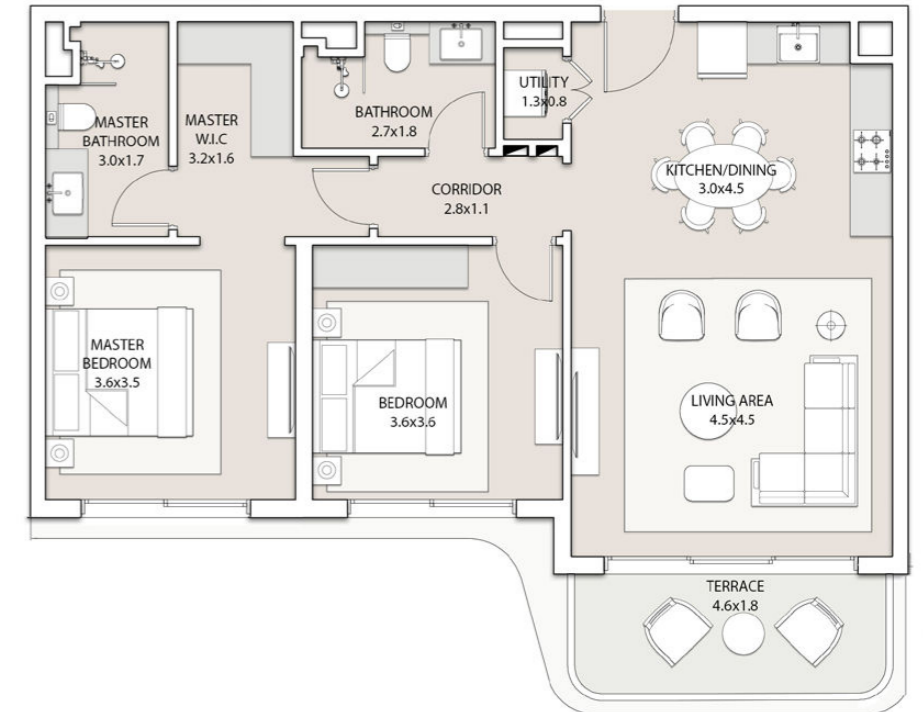 MASTER
BATHROOM
3.0x1.7
MASTER
W.I.C
3.2x1.6
BATHROOM
2.7x1.8
UTILITY
1.3x0.8
CORRIDOR
2.8x1.1
KITCHEN/DINING
3.0x4.5
MASTER
BEDROOM
3.6x3.5
BEDROOM
3.6x3.6
LIVING AREA
4.5x4.5
TERRACE
4.6x1.8